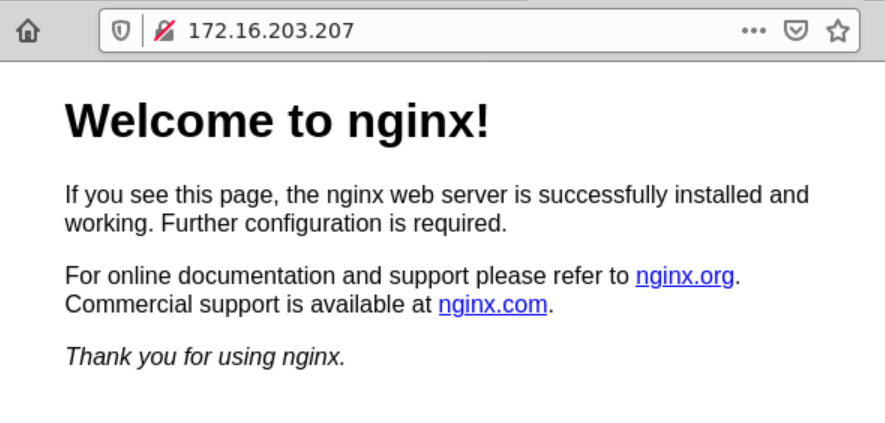 172.16.203.207
Welcome to nginx!
If you see this page, the nginx web server is successfully installed and
working. Further configuration is required.
For online documentation and support please refer to nginx.org.
Commercial support is available at nginx.com.
Thank you for using nginx.